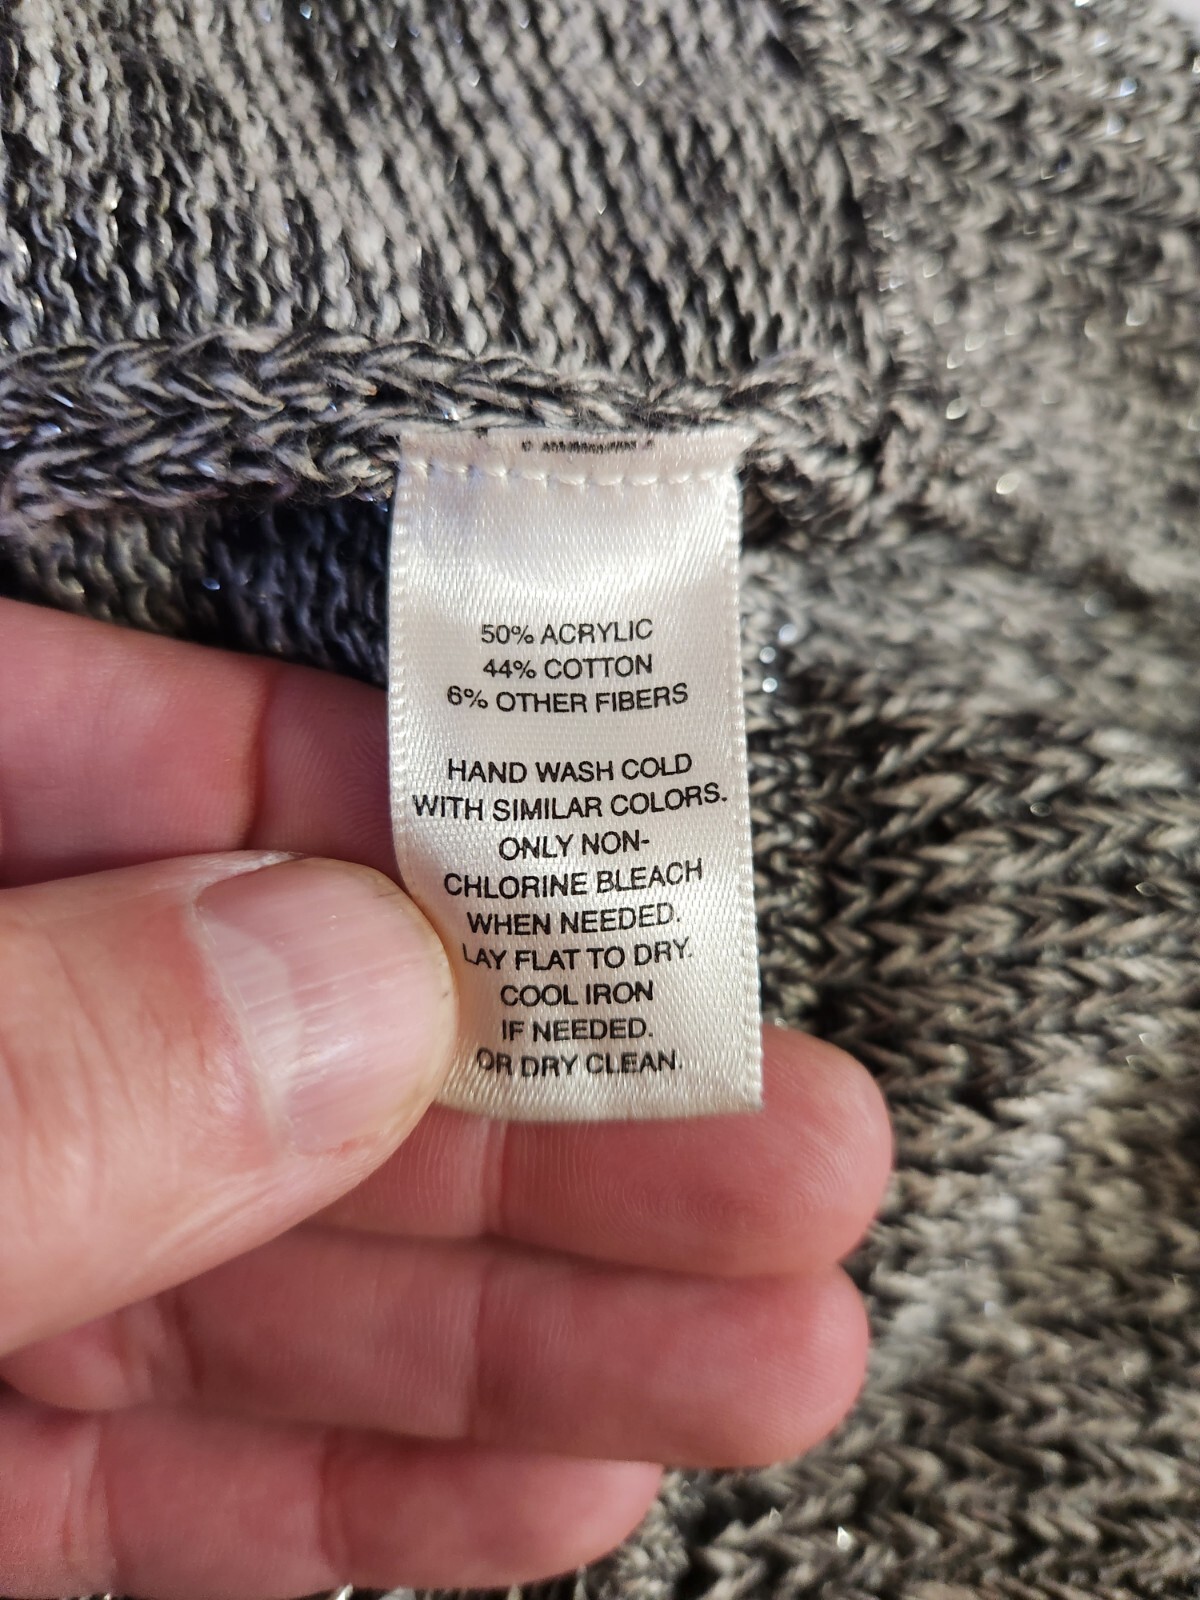 50% ACRYLIC
44% COTTON
6% OTHER FIBERS
HAND WASH COLD
WITH SIMILAR COLORS.
ONLY NON-
CHLORINE BLEACH
WHEN NEEDED.
LAY FLAT TO DRY.
COOL IRON
IF NEEDED.
OR DRY CLEAN.